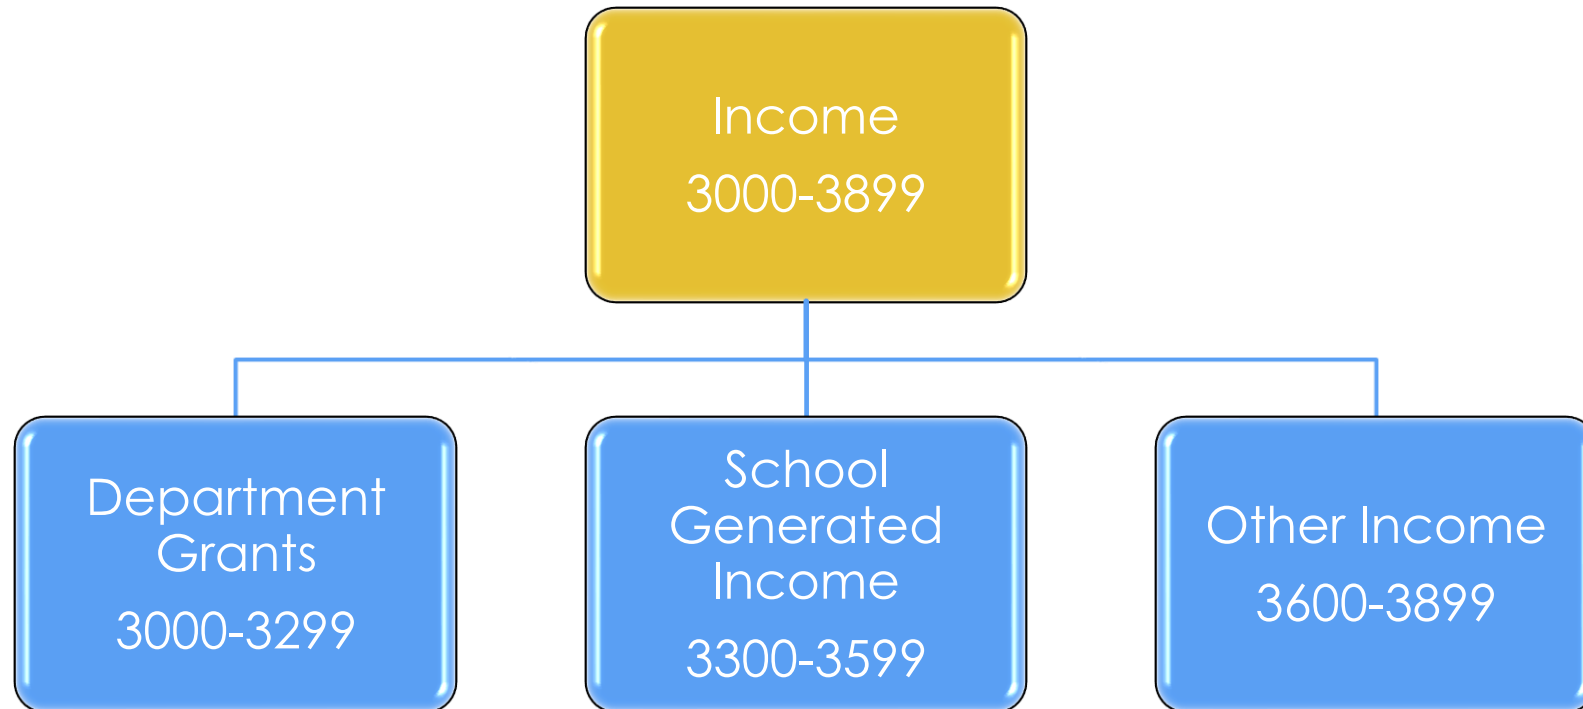 Income
3000-3899
Department
Grants
3000-3299
School
Generated
Income
3300-3599
Other Income
3600-3899